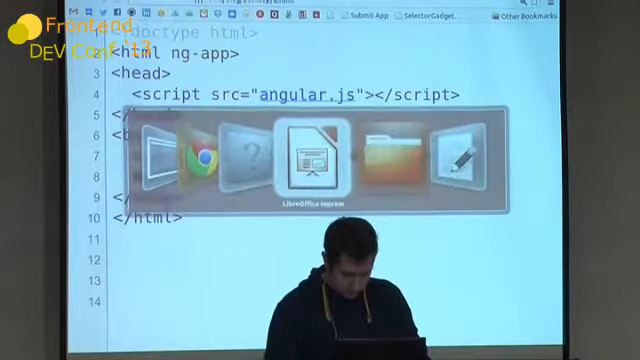 Frontend
DEV Conf '13
Submit App
SelectorGadget...
Other Bookmarks
doctype html>
2 <html ng-app>
3 <head>
4 <script src="angular.js"></script>
5 </
6 <b
7
8
9 </
10 </html>
11
12
13
14
LibreOffice Impress